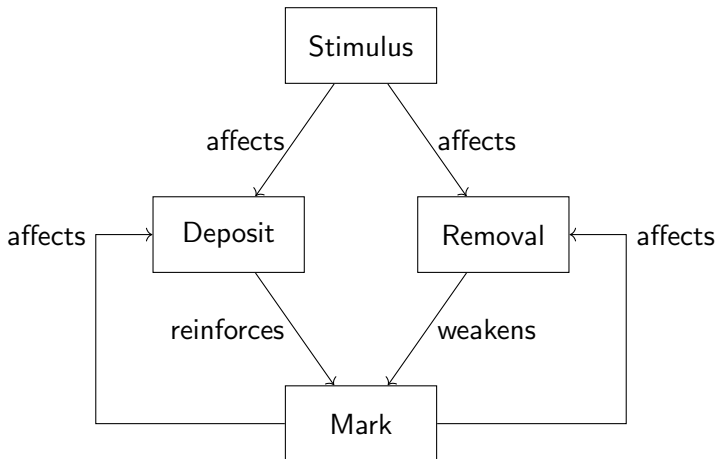 Stimulus
affects
affects
affects
Deposit
Removal
affects
reinforces
weakens
Mark